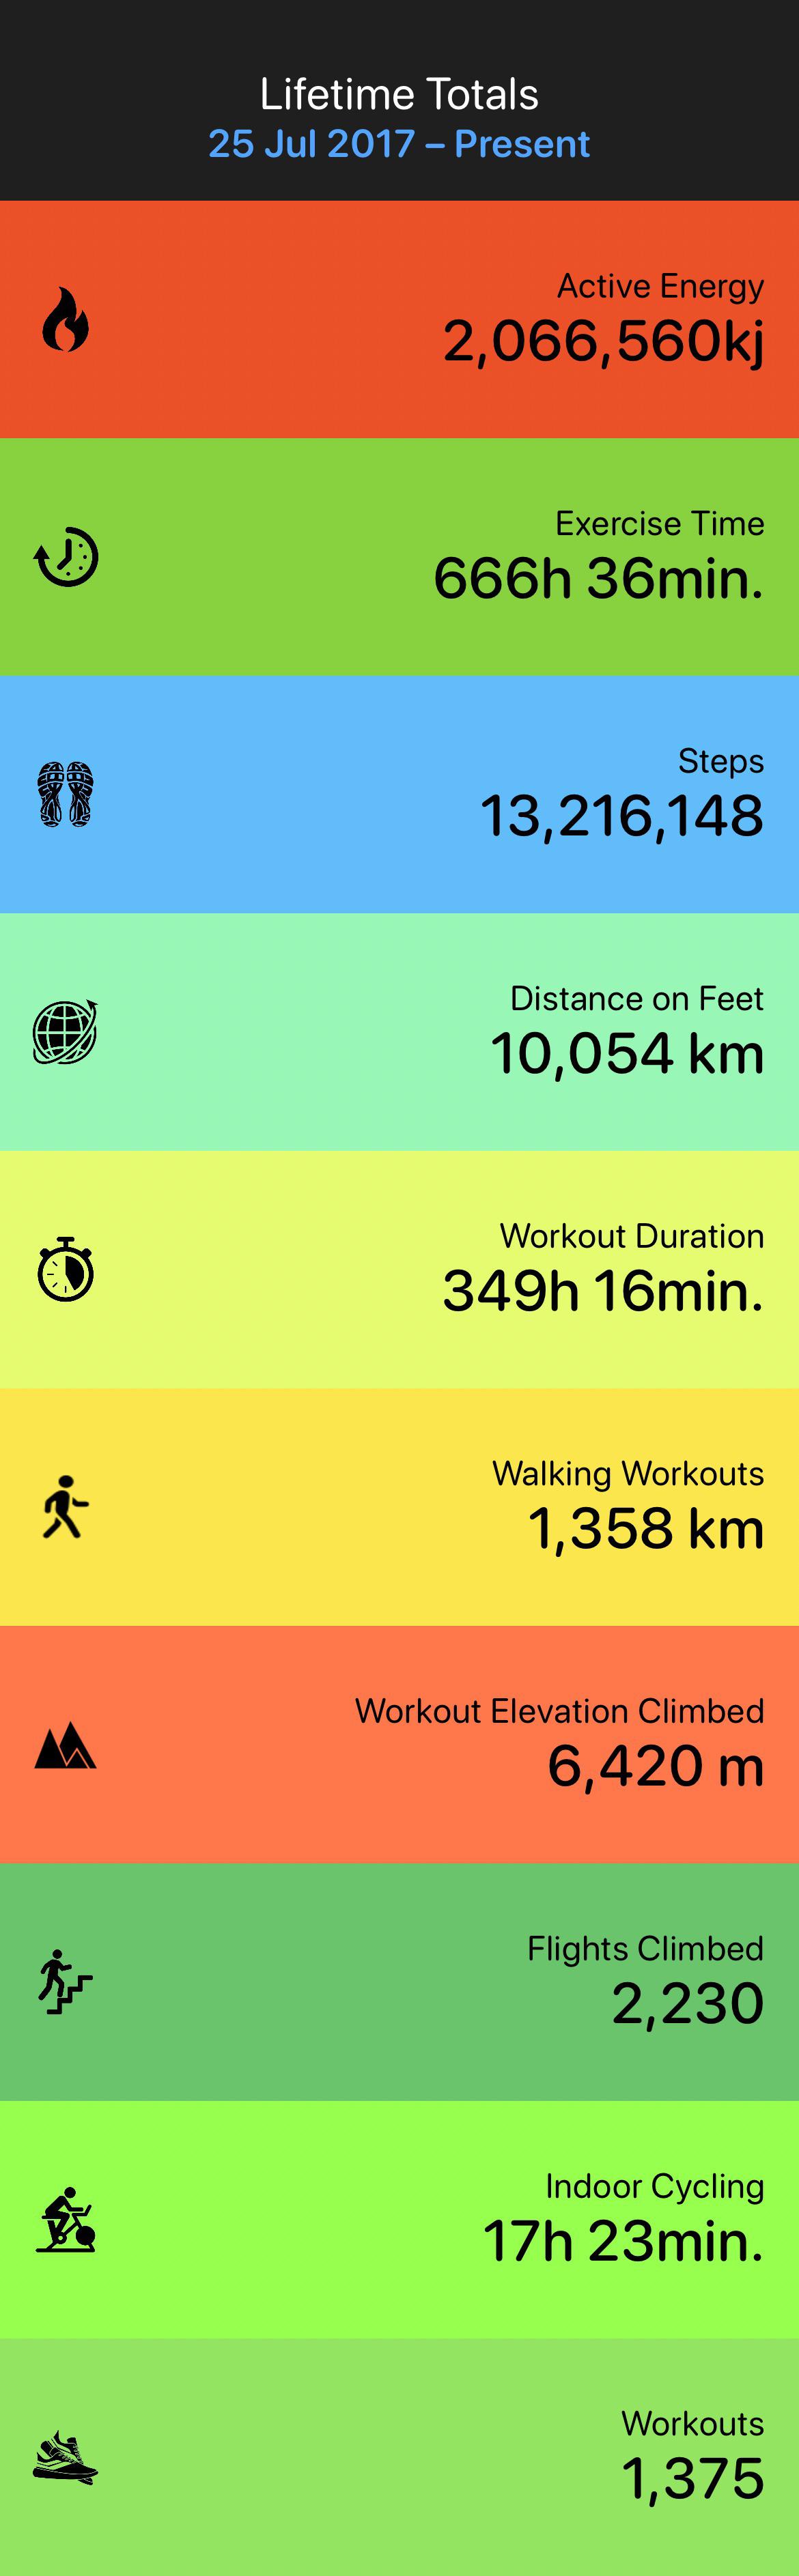 Lifetime Totals
25 Jul 2017 – Present
Active Energy
2,066,560kj
Exercise Time
666h 36min.
Steps
13,216,148
Distance on Feet
10,054 km
Workout Duration
349h 16min.
Walking Workouts
1,358 km
Workout Elevation Climbed
6,420 m
Flights Climbed
2,230
Indoor Cycling
17h 23min.
Workouts
1,375